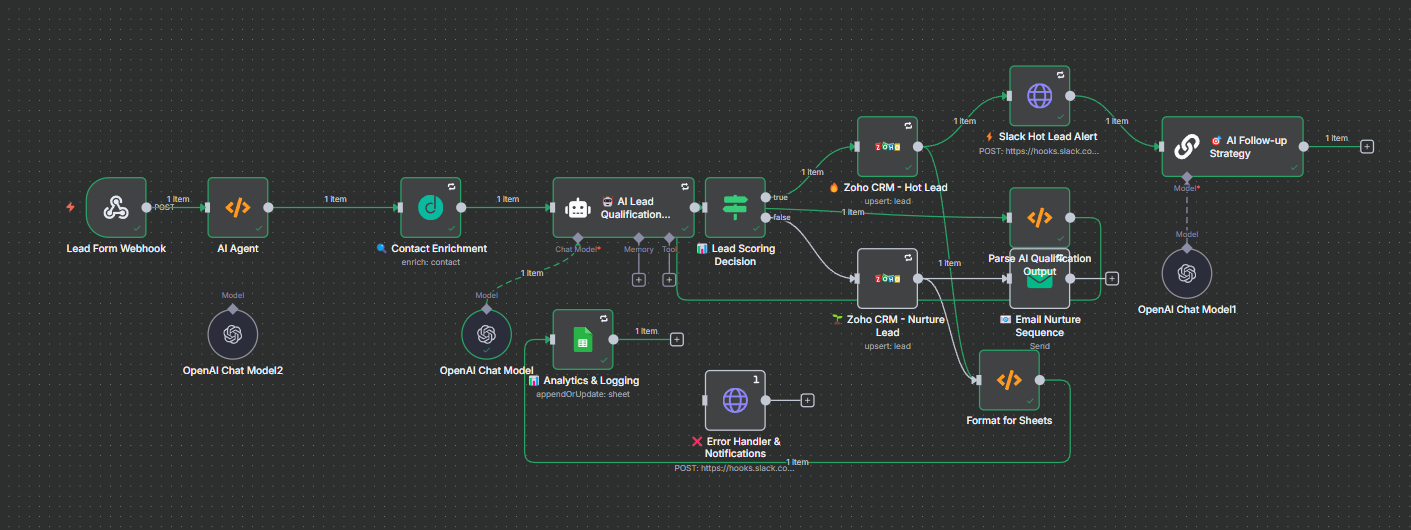 1 Item
POST
Lead Form Webhook
1 Item
AI Agent
1 Item
Contact Enrichment
enrich: contact
AI Lead
Qualification...
Chat Model*
Memory
Tool
1 Item
Model
OpenAI Chat Model
Model
OpenAI Chat Model2
true
false
Lead Scoring
Decision
1 Item
ZOHO
Zoho CRM - Hot Lead
upsert: lead
1 Item
Slack Hot Lead Alert
POST: https://hooks.slack.co...
1 Item
AI Follow-up
Strategy
1 Item
Model*
Model
OpenAI Chat Model1
1 Item
Parse AI Qualification
Output
ZOHO
Zoho CRM - Nurture
Lead
upsert: lead
1 Item
Email Nurture
Sequence
Send
Format for Sheets
1 Item
Analytics & Logging
appendOrUpdate: sheet
1 Item
1
Error Handler &
Notifications
POST: https://hooks.slack.co...